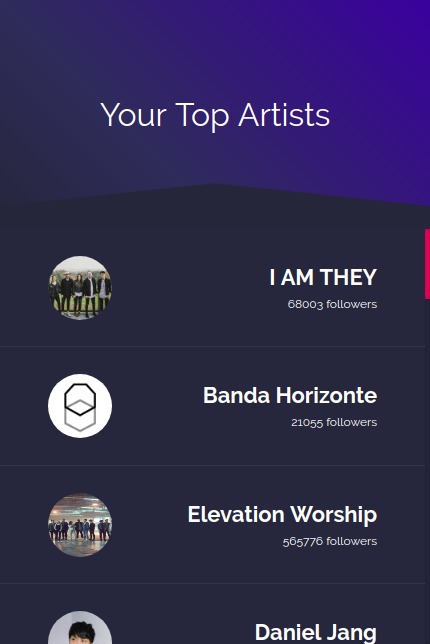 Your Top Artists
I AM THEY
68003 followers
Banda Horizonte
21055 followers
Elevation Worship
565776 followers
Daniel Jang